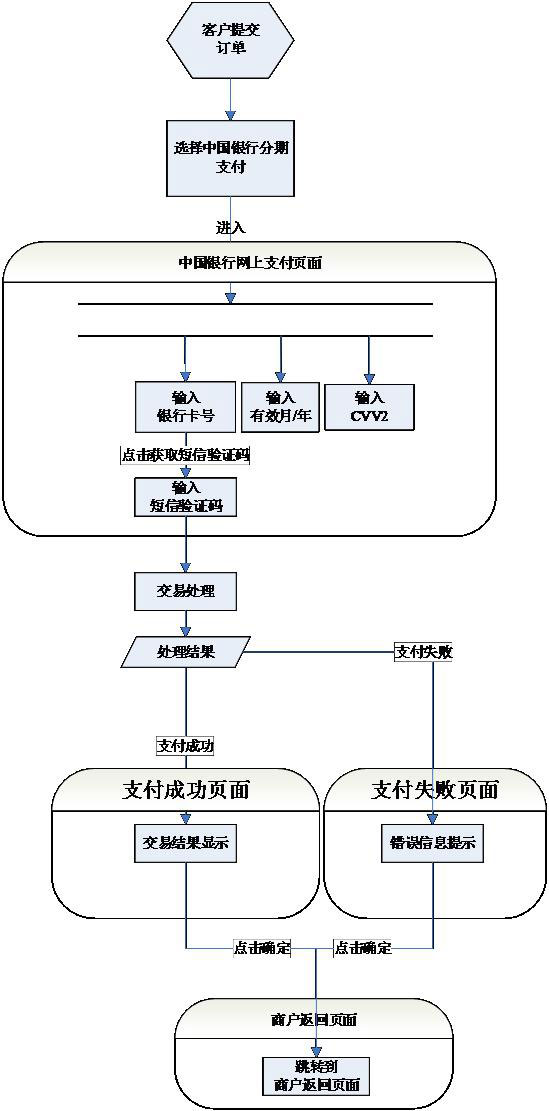 客户提交
订单
选择中国银行分期
支付
进入
中国银行网上支付页面
输入
银行卡号
输入
有效月/年
输入
CVV2
点击获取短信验证码
输入
短信验证码
交易处理
处理结果
支付失败
支付成功
支付成功页面
支付失败页面
交易结果显示
错误信息提示
点击确定
点击确定
商户返回页面
跳转到
商户返回页面